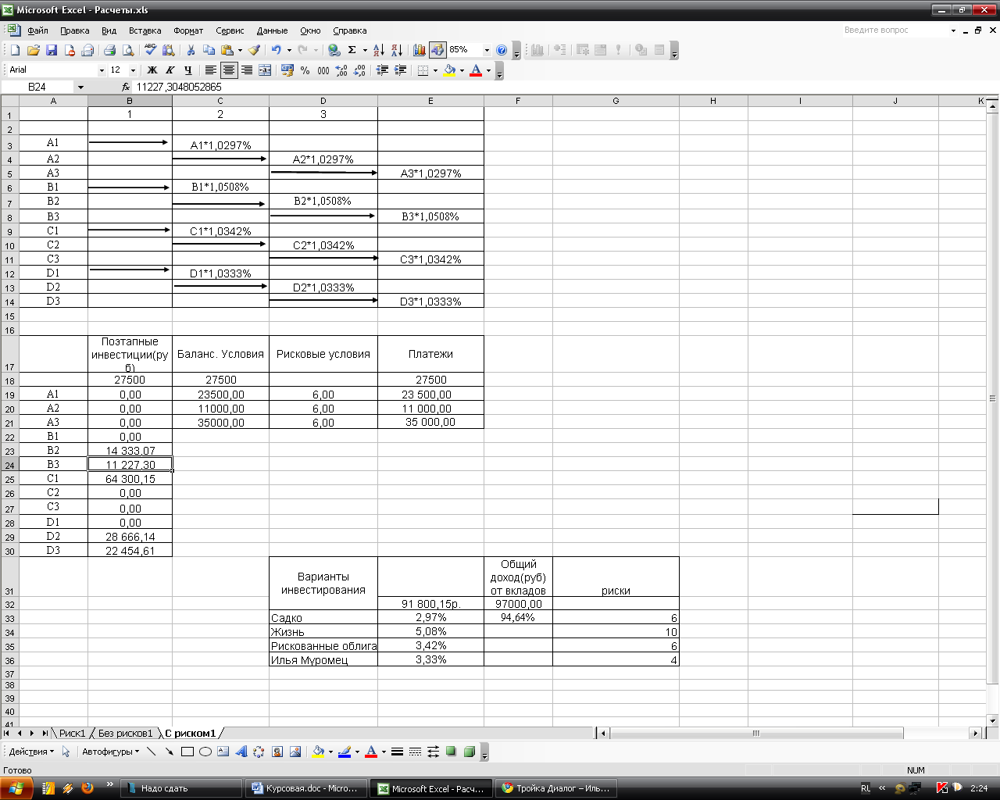 Microsoft Excel - Расчеты.xls
Файл Правка Вид Вставка Формат Сервис Данные Окно Справка Введите вопрос
85%
Arial 12 Ж К Ч % 000
B24 fx 11227,3048052865
A B C D E F G H I J K
1 1 2 3
2
3 A1 A1*1,0297%
4 A2 A2*1,0297%
5 A3 A3*1,0297%
6 B1 B1*1,0508%
7 B2 B2*1,0508%
8 B3 B3*1,0508%
9 C1 C1*1,0342%
10 C2 C2*1,0342%
11 C3 C3*1,0342%
12 D1 D1*1,0333%
13 D2 D2*1,0333%
14 D3 D3*1,0333%
15
16
Поэтапные
инвестиции(ру
б)
17 Баланс. Условия Рисковые условия Платежи
18 27500 27500 27500
19 A1 0,00 23500,00 6,00 23 500,00
20 A2 0,00 11000,00 6,00 11 000,00
21 A3 0,00 35000,00 6,00 35 000,00
22 B1 0,00
23 B2 14 333,07
24 B3 11 227,30
25 C1 64 300,15
26 C2 0,00
27 C3 0,00
28 D1 0,00
29 D2 28 666,14
30 D3 22 454,61
Варианты
инвестирования
Общий
доход(руб)
от вкладов
31 риски
32 91 800,15р. 97000,00
33 Садко 2,97% 94,64% 6
34 Жизнь 5,08% 10
35 Рискованные облига 3,42% 6
36 Илья Муромец 3,33% 4
37
38
39
40
41
Риск1 Без рисков1 С риском1
Действия Автофигуры
Готово NUM
Надо сдать Курсовая.doc - Micro... Microsoft Excel - Расч... Тройка Диалог – Иль... RL 2:24